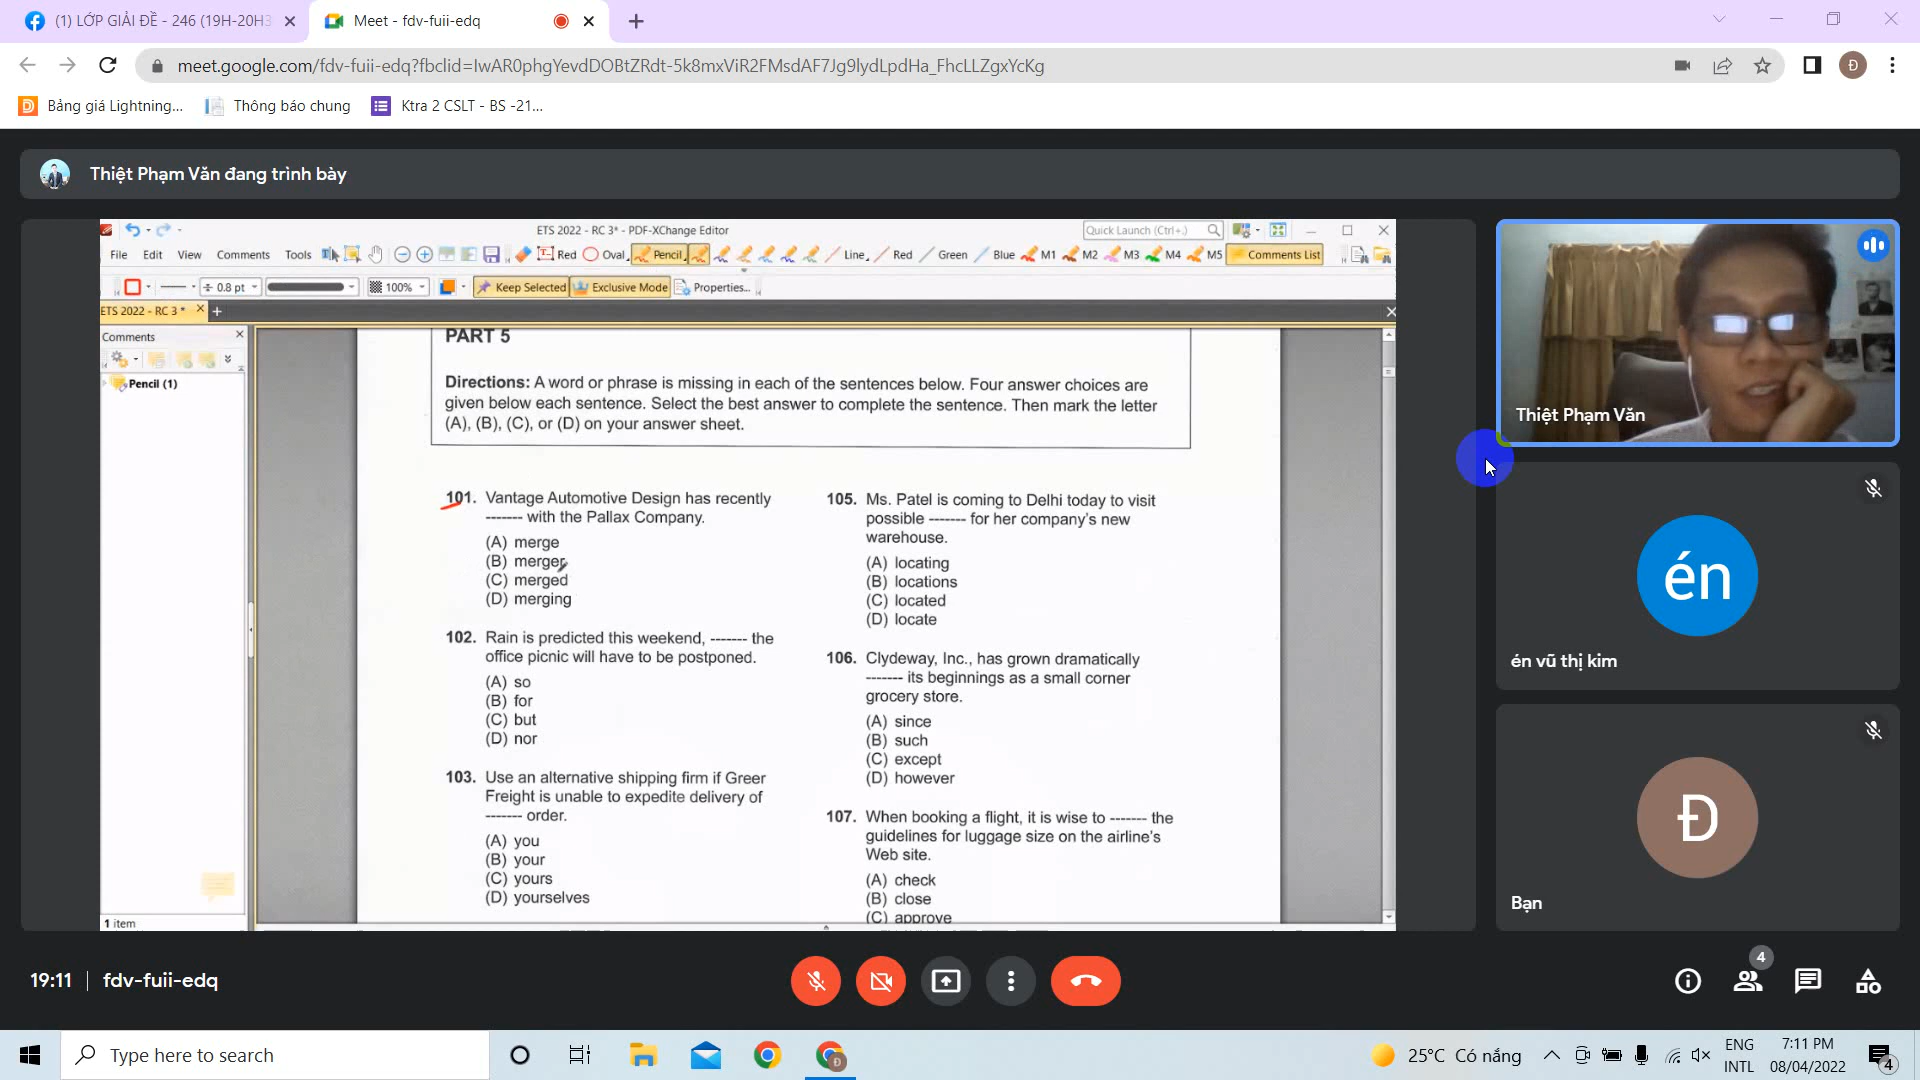 (1) LỚP GIẢI ĐỀ - 246 (19H-20H3
Meet - fdv-fuii-edq
meet.google.com/fdv-fuii-edq?fbclid=IwAR0phgYevdDOBtZRdt-5k8mxViR2FMsdAF7Jg9lydLpdHa_FhcLLZgxYcKg
Đ
Bảng giá Lightning...
Thông báo chung
Ktra 2 CSLT - BS -21...
Thiệt Phạm Văn đang trình bày
ETS 2022 - RC 3* - PDF-XChange Editor
Quick Launch (Ctrl+.)
File Edit View Comments Tools Red Oval Pencil Line Red Green Blue M1 M2 M3 M4 M5 Comments List
0.8 pt 100% Keep Selected Exclusive Mode Properties...
ETS 2022 - RC 3 *
Comments
Pencil (1)
1 item
PART 5
Directions: A word or phrase is missing in each of the sentences below. Four answer choices are
given below each sentence. Select the best answer to complete the sentence. Then mark the letter
(A), (B), (C), or (D) on your answer sheet.
101. Vantage Automotive Design has recently
------- with the Pallax Company.
(A) merge
(B) merger
(C) merged
(D) merging
102. Rain is predicted this weekend, ------- the
office picnic will have to be postponed.
(A) so
(B) for
(C) but
(D) nor
103. Use an alternative shipping firm if Greer
Freight is unable to expedite delivery of
------- order.
(A) you
(B) your
(C) yours
(D) yourselves
105. Ms. Patel is coming to Delhi today to visit
possible ------- for her company's new
warehouse.
(A) locating
(B) locations
(C) located
(D) locate
106. Clydeway, Inc., has grown dramatically
------- its beginnings as a small corner
grocery store.
(A) since
(B) such
(C) except
(D) however
107. When booking a flight, it is wise to ------- the
guidelines for luggage size on the airline's
Web site.
(A) check
(B) close
(C) approve
Thiệt Phạm Văn
én
én vũ thị kim
Đ
Bạn
19:11 | fdv-fuii-edq
4
Type here to search
25°C Có nắng
ENG
INTL
7:11 PM
08/04/2022
4